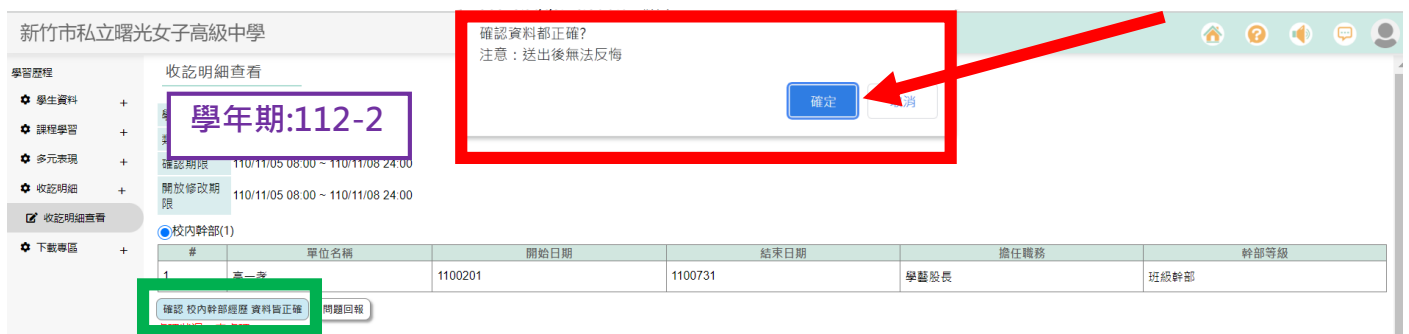 新竹市私立曙光女子高級中學
確認資料都正確?
注意：送出後無法反悔
確定
消
學習歷程
學生資料 +
課程學習 +
多元表現 +
收訖明細 +
收訖明細查看
下載專區 +
收訖明細查看
學年期:112-2
確認期限 110/11/05 08:00 ~ 110/11/08 24:00
開放修改期限 110/11/05 08:00 ~ 110/11/08 24:00
校內幹部(1)
# 單位名稱 開始日期 結束日期 擔任職務 幹部等級
1 高一孝 1100201 1100731 學藝股長 班級幹部
確認 校內幹部經歷 資料皆正確 問題回報